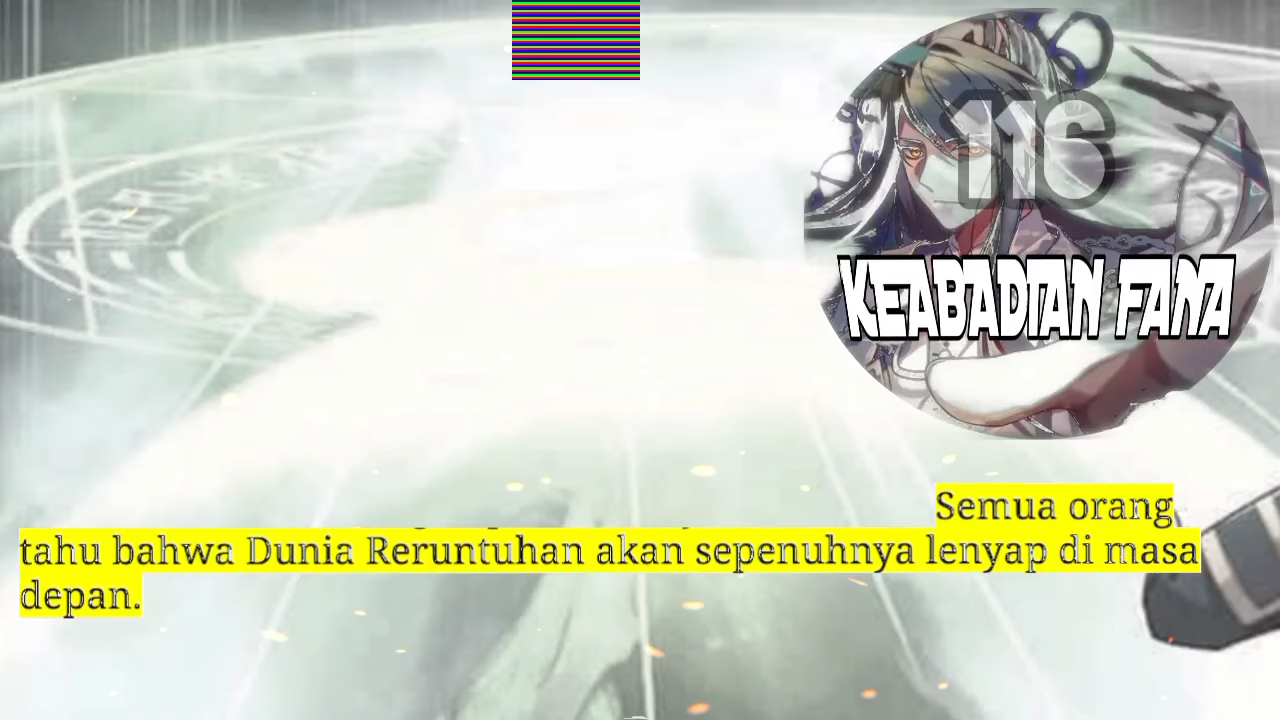 116
KEABADIAN FANA
Semua orang
tahu bahwa Dunia Reruntuhan akan sepenuhnya lenyap di masa
depan.